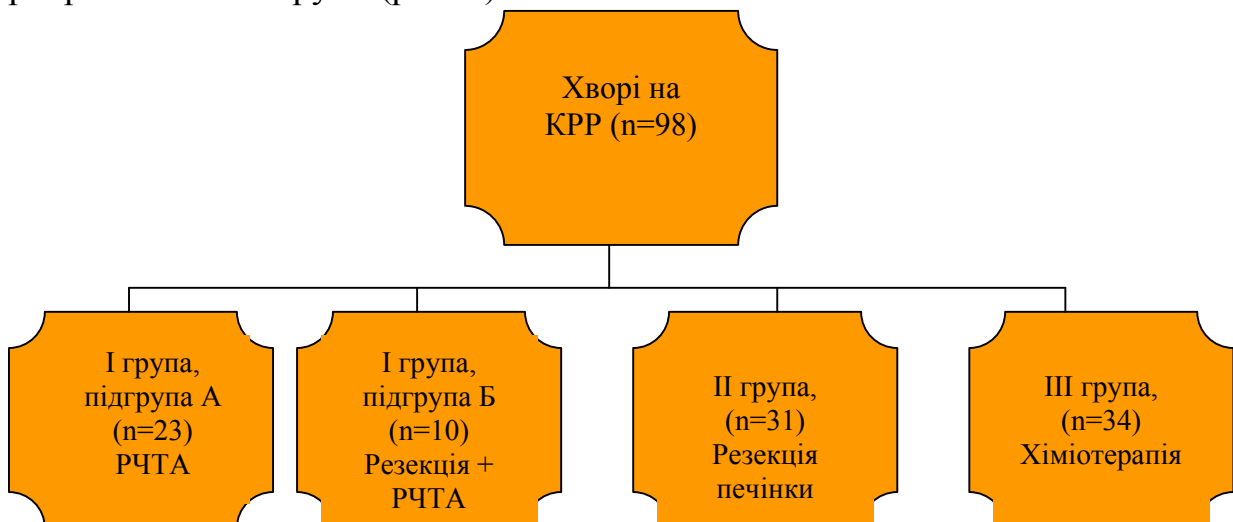 Хворі на
КРР (n=98)
І група,
підгрупа А
(n=23)
РЧТА
І група,
підгрупа Б
(n=10)
Резекція +
РЧТА
ІІ група,
(n=31)
Резекція
печінки
ІІІ група,
(n=34)
Хіміотерапія